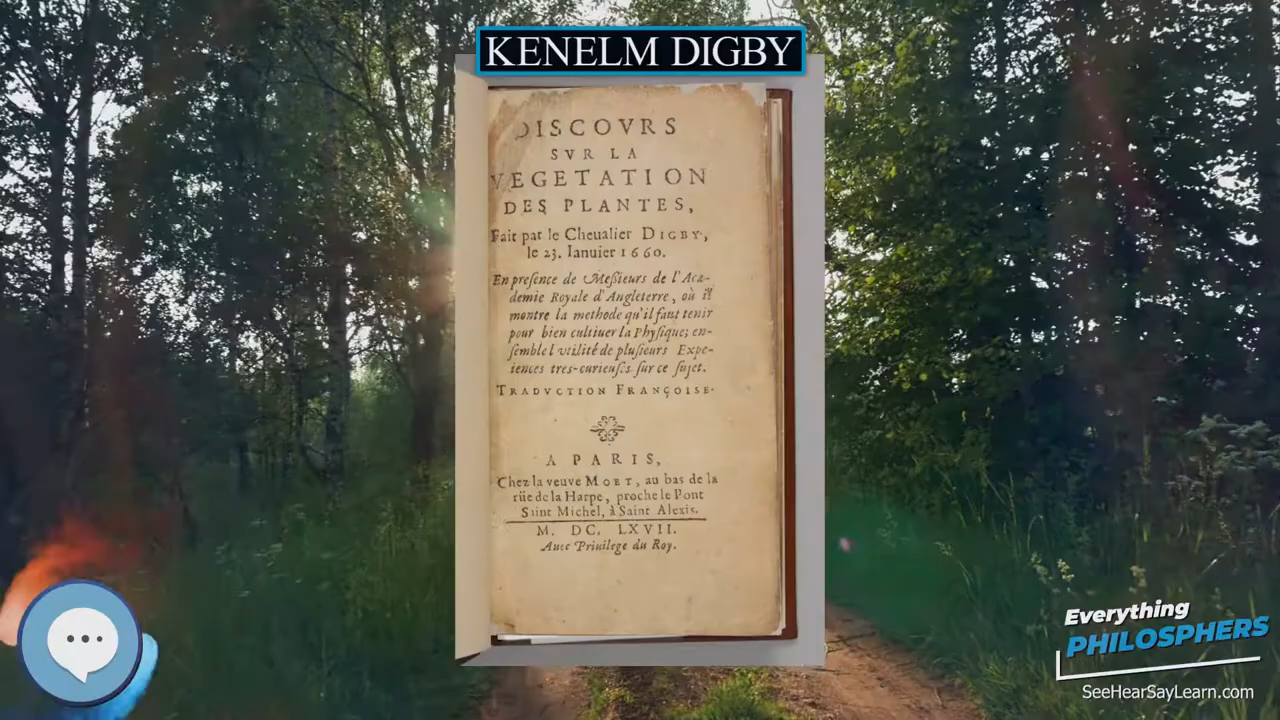 KENELM DIGBY
DISCOVRS
SVR LA
VEGETATION
DES PLANTES,
Fait par le Cheualier DIGBY,
le 23. Ianuier 1660.
En presence de Meßieurs de l'Aca-
demie Royale d'Angleterre, où il
montre la methode qu'il faut tenir
pour bien cultiuer la Physique; en-
semble l'vtilité de plusieurs Expe-
iences tres-curieuses sur ce sujet.
TRADVCTION FRANÇOISE.
A PARIS,
Chez la veuve MOET, au bas de la
rüe de la Harpe, proche le Pont
Saint Michel, à Saint Alexis.
M. DC. LXVII.
Auec Priuilege du Roy.
Everything
PHILOSPHERS
SeeHearSayLearn.com